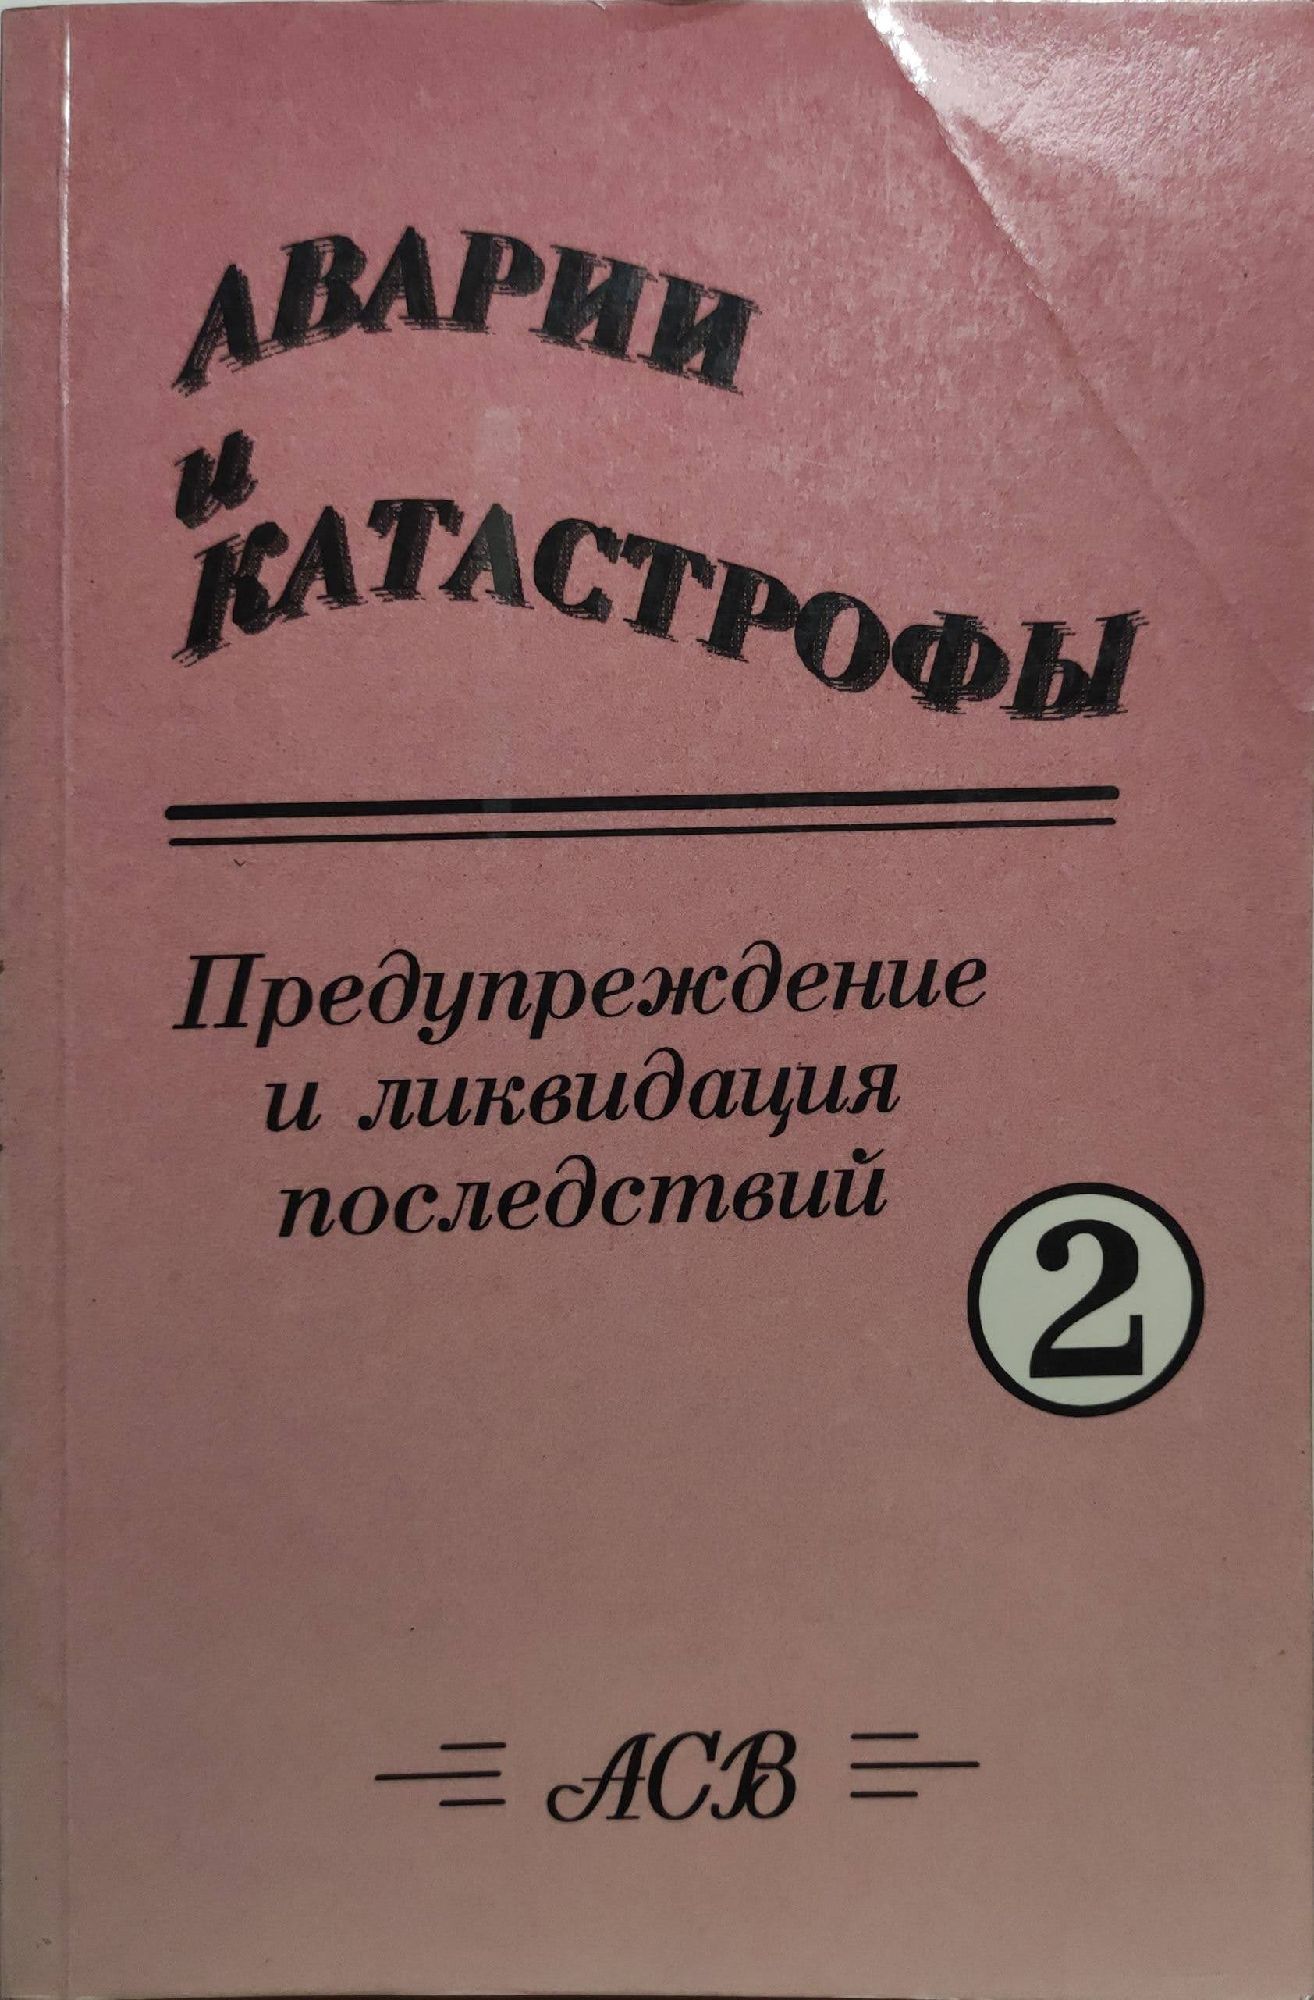 АВАРИИ
и
КАТАСТРОФЫ
Предупреждение
и ликвидация
последствий
2
АСВ